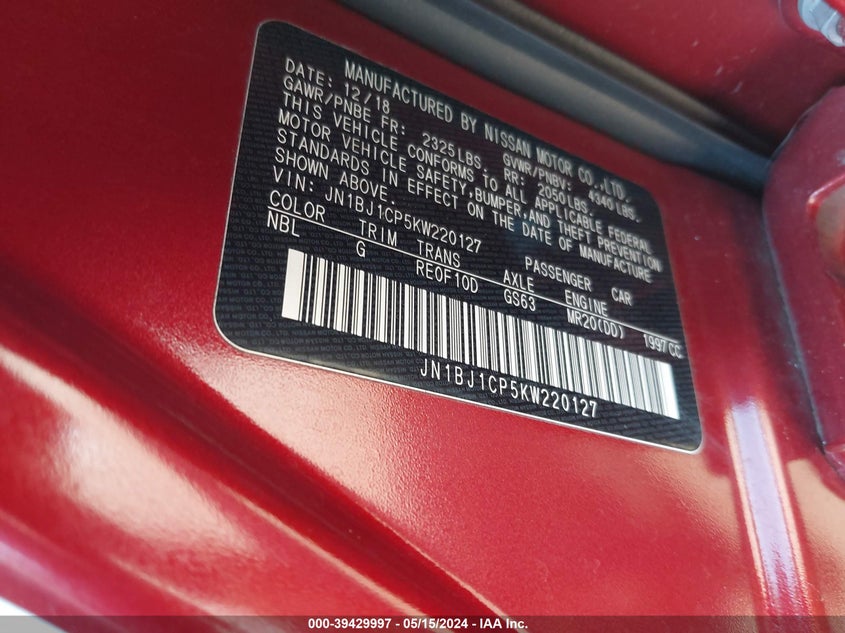 MANUFACTURED BY NISSAN MOTOR CO.,LTD.
DATE: 12/18 GVWR/PNBV: 4340 LBS.
GAWR/PNBE FR: 2325LBS. RR: 2050LBS.
THIS VEHICLE CONFORMS TO ALL APPLICABLE FEDERAL
MOTOR VEHICLE SAFETY,BUMPER,AND THEFT PREVENTION
STANDARDS IN EFFECT ON THE DATE OF MANUFACTURE
SHOWN ABOVE.
VIN: JN1BJ1CP5KW220127 PASSENGER CAR
COLOR TRIM TRANS AXLE ENGINE
NBL G RE0F10D GS63 MR20(DD) 1997CC
JN1BJ1CP5KW220127
000-39429997 - 05/15/2024 - IAA Inc.